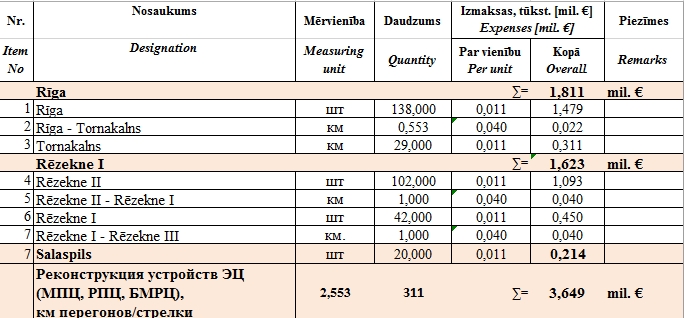 Nr. Nosaukums Mērvienība Daudzums Izmaksas, tūkst. [mil. €] Piezīmes
Expenses [mil. €]
Item No Designation Measuring unit Quantity Par vienību Per unit Kopā Overall Remarks
Rīga ∑= 1,811 mil. €
1 Rīga шт 138,000 0,011 1,479
2 Rīga - Tornakalns км 0,553 0,040 0,022
3 Tornakalns км 29,000 0,011 0,311
Rēzekne I ∑= 1,623 mil. €
4 Rēzekne II шт 102,000 0,011 1,093
5 Rēzekne II - Rēzekne I км 1,000 0,040 0,040
6 Rēzekne I шт 42,000 0,011 0,450
7 Rēzekne I - Rēzekne III км. 1,000 0,040 0,040
7 Salaspils шт 20,000 0,011 0,214
Реконструкция устройств ЭЦ
(МПЦ, РПЦ, БМРЦ), 2,553 311 ∑= 3,649 mil. €
км перегонов/стрелки